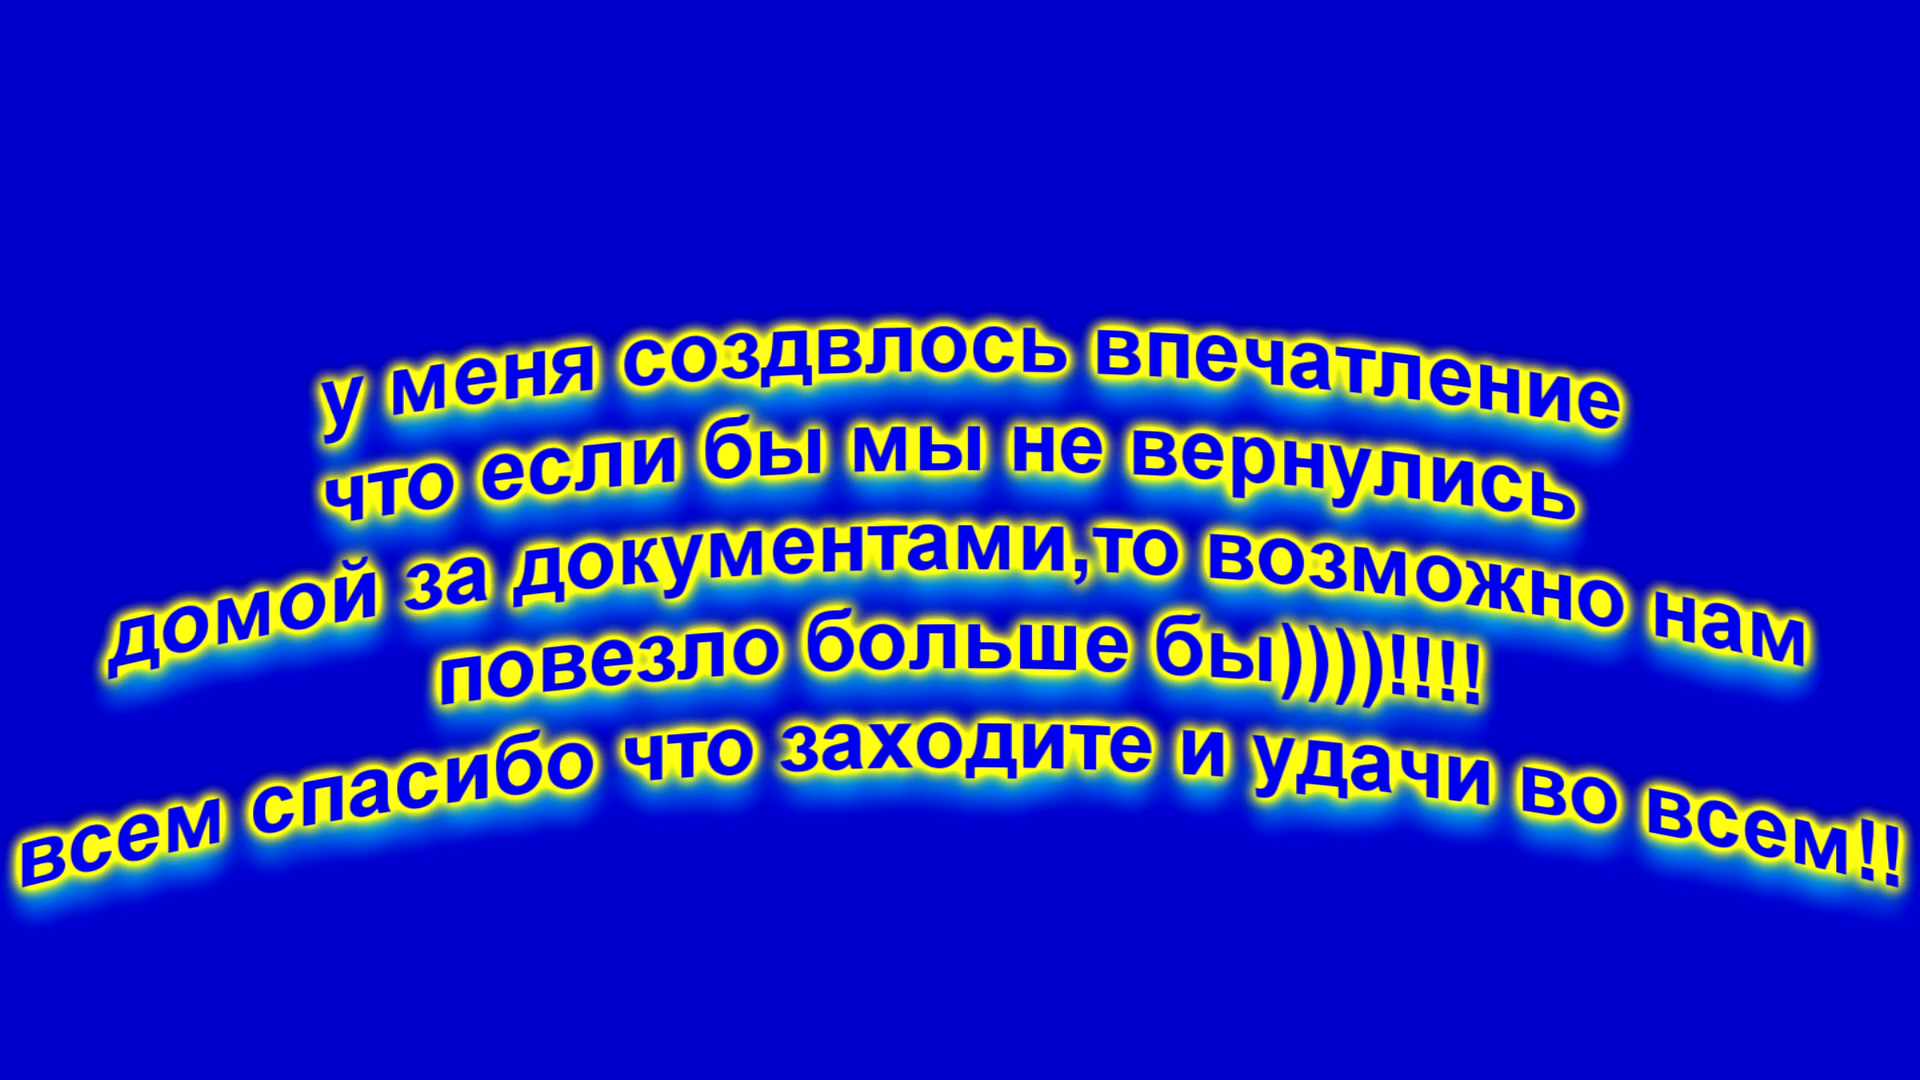 у меня создвлось впечатление
что если бы мы не вернулись
домой за документами,то возможно нам
повезло больше бы))))!!!!
всем спасибо что заходите и удачи во всем!!